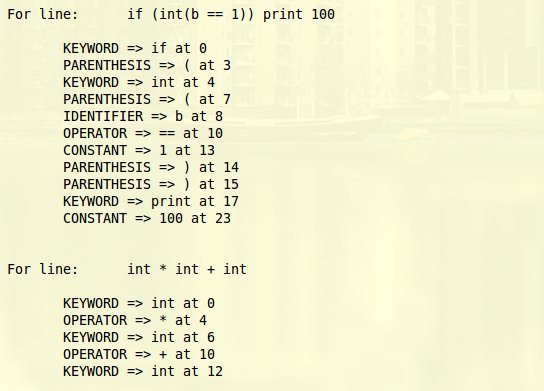 For line:      if (int(b == 1)) print 100
KEYWORD => if at 0
PARENTHESIS => ( at 3
KEYWORD => int at 4
PARENTHESIS => ( at 7
IDENTIFIER => b at 8
OPERATOR => == at 10
CONSTANT => 1 at 13
PARENTHESIS => ) at 14
PARENTHESIS => ) at 15
KEYWORD => print at 17
CONSTANT => 100 at 23
For line:      int * int + int
KEYWORD => int at 0
OPERATOR => * at 4
KEYWORD => int at 6
OPERATOR => + at 10
KEYWORD => int at 12